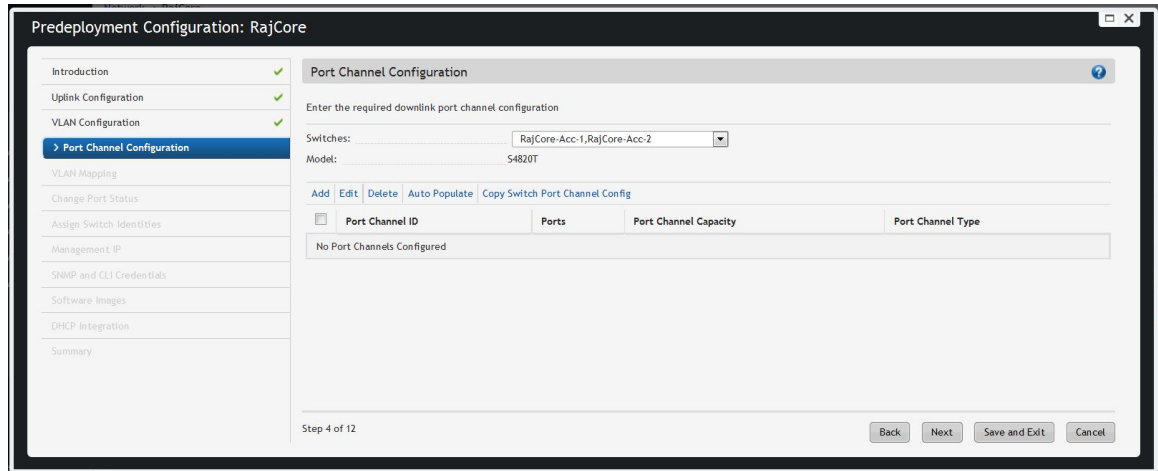 Network > RajCore
Predeployment Configuration: RajCore
Introduction
Uplink Configuration
VLAN Configuration
> Port Channel Configuration
VLAN Mapping
Change Port Status
Assign Switch Identities
Management IP
SNMP and CLI Credentials
Software Images
DHCP Integration
Summary
Port Channel Configuration
?
Enter the required downlink port channel configuration
Switches: RajCore-Acc-1,RajCore-Acc-2
Model: S4820T
Add Edit Delete Auto Populate Copy Switch Port Channel Config
Port Channel ID Ports Port Channel Capacity Port Channel Type
No Port Channels Configured
Step 4 of 12
Back Next Save and Exit Cancel